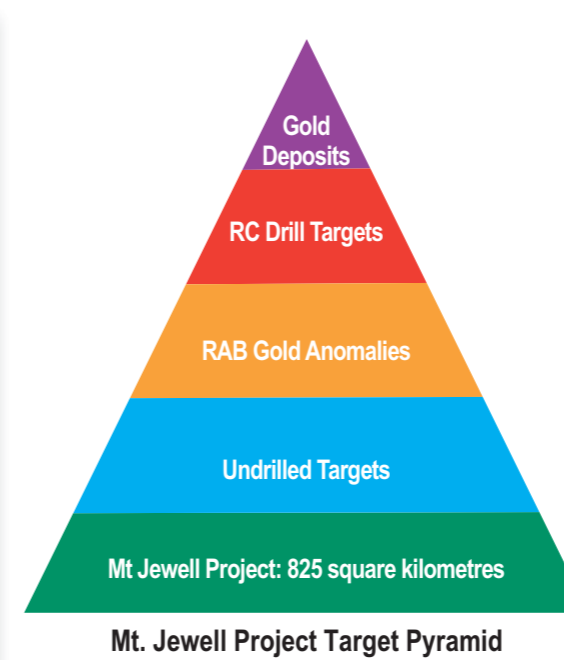 Gold
Deposits
RC Drill Targets
RAB Gold Anomalies
Undrilled Targets
Mt Jewell Project: 825 square kilometres
Mt. Jewell Project Target Pyramid